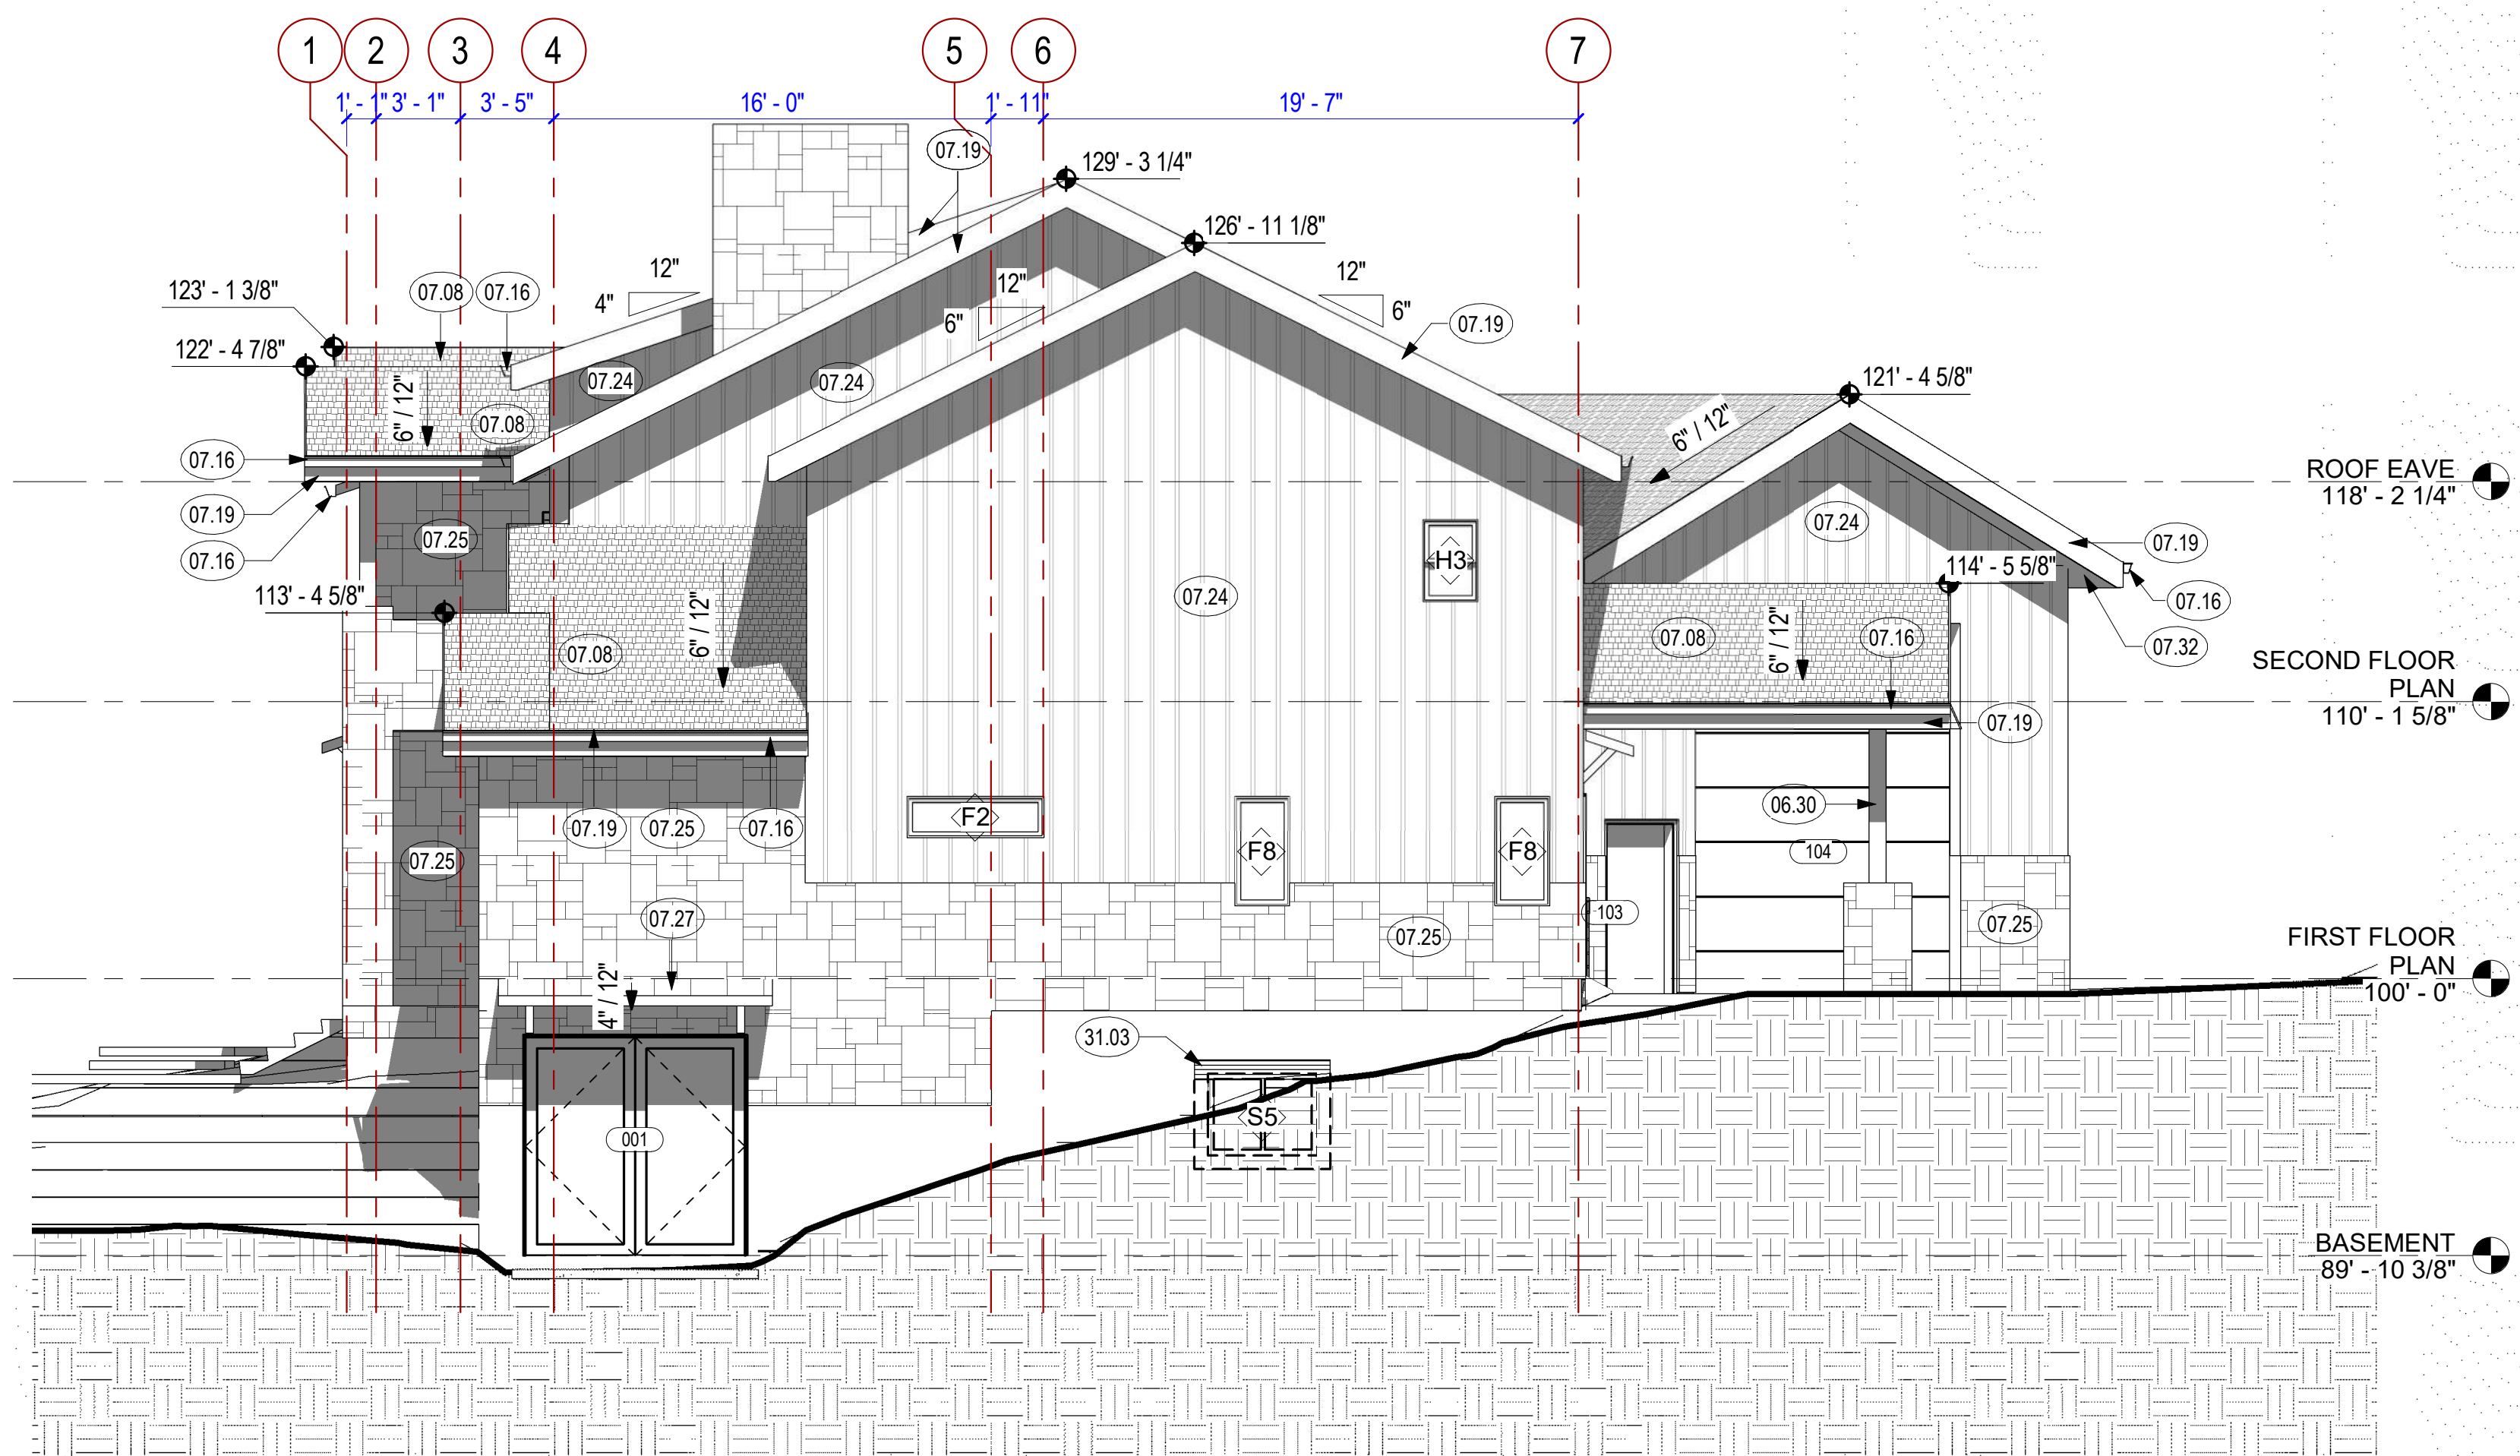 1 2 3 4 5 6 7
1' - 1" 3' - 1" 3' - 5" 16' - 0" 1' - 11" 19' - 7"
07.19
129' - 3 1/4"
126' - 11 1/8"
12"
4"
12"
6"
12"
6"
123' - 1 3/8"
07.08
07.16
07.19
122' - 4 7/8"
07.24
07.24
121' - 4 5/8"
6" / 12"
07.08
6" / 12"
07.16
ROOF EAVE
118' - 2 1/4"
07.19
07.25
07.24
07.19
07.16
H3
114' - 5 5/8"
113' - 4 5/8"
07.24
07.16
6" / 12"
07.08
07.08
6" / 12"
07.16
07.32
SECOND FLOOR
PLAN
110' - 1 5/8"
07.19
06.30
F2
07.19
07.25
07.16
07.25
F8
F8
104
07.27
103
07.25
07.25
FIRST FLOOR
PLAN
100' - 0"
4" / 12"
31.03
S5
001
BASEMENT
89' - 10 3/8"